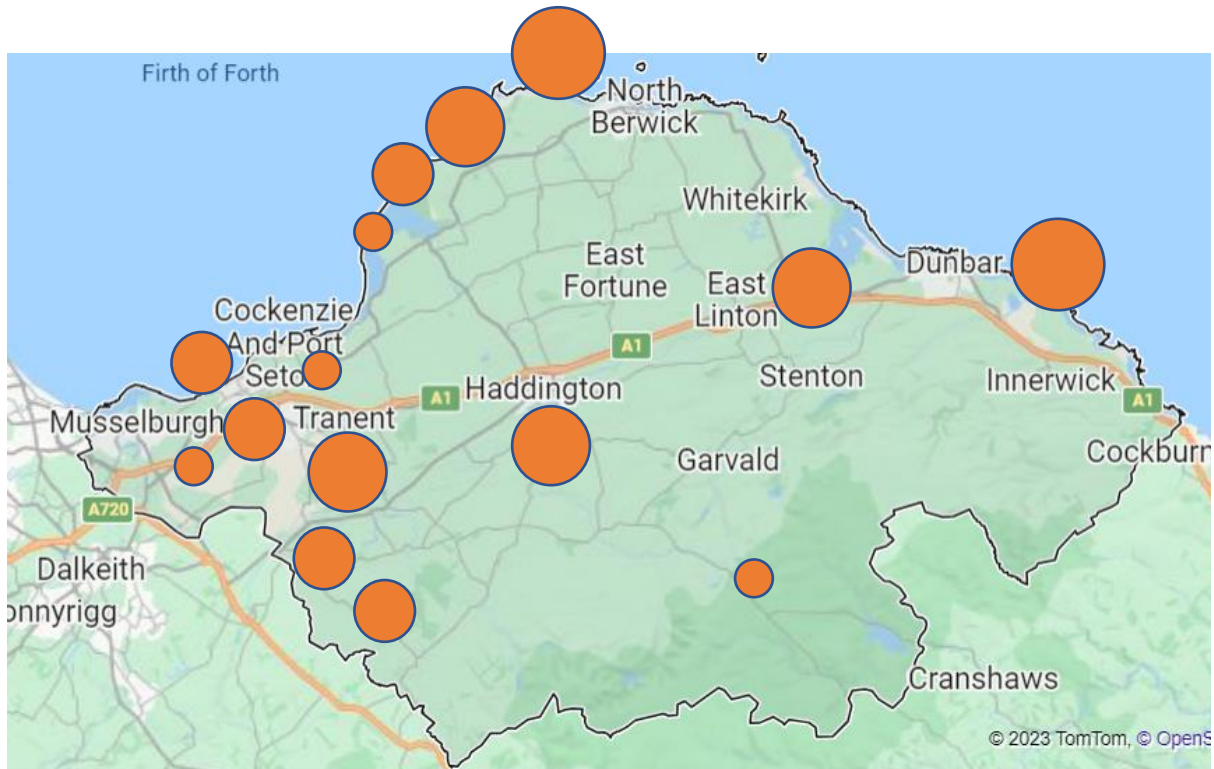 Firth of Forth
North
Berwick
Whitekirk
East
Fortune
Dunbar
East
Linton
Cockenzie
And Port
Seto
A1
Stenton
Innerwick
Haddington
A1
A1
Musselburgh
Tranent
Garvald
Cockburn
A720
Dalkeith
onnyrigg
Cranshaws
© 2023 TomTom, © OpenS